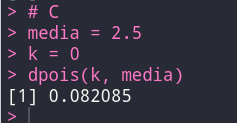 > # C
> media = 2.5
> k = 0
> dpois(k, media)
[1] 0.082085
>